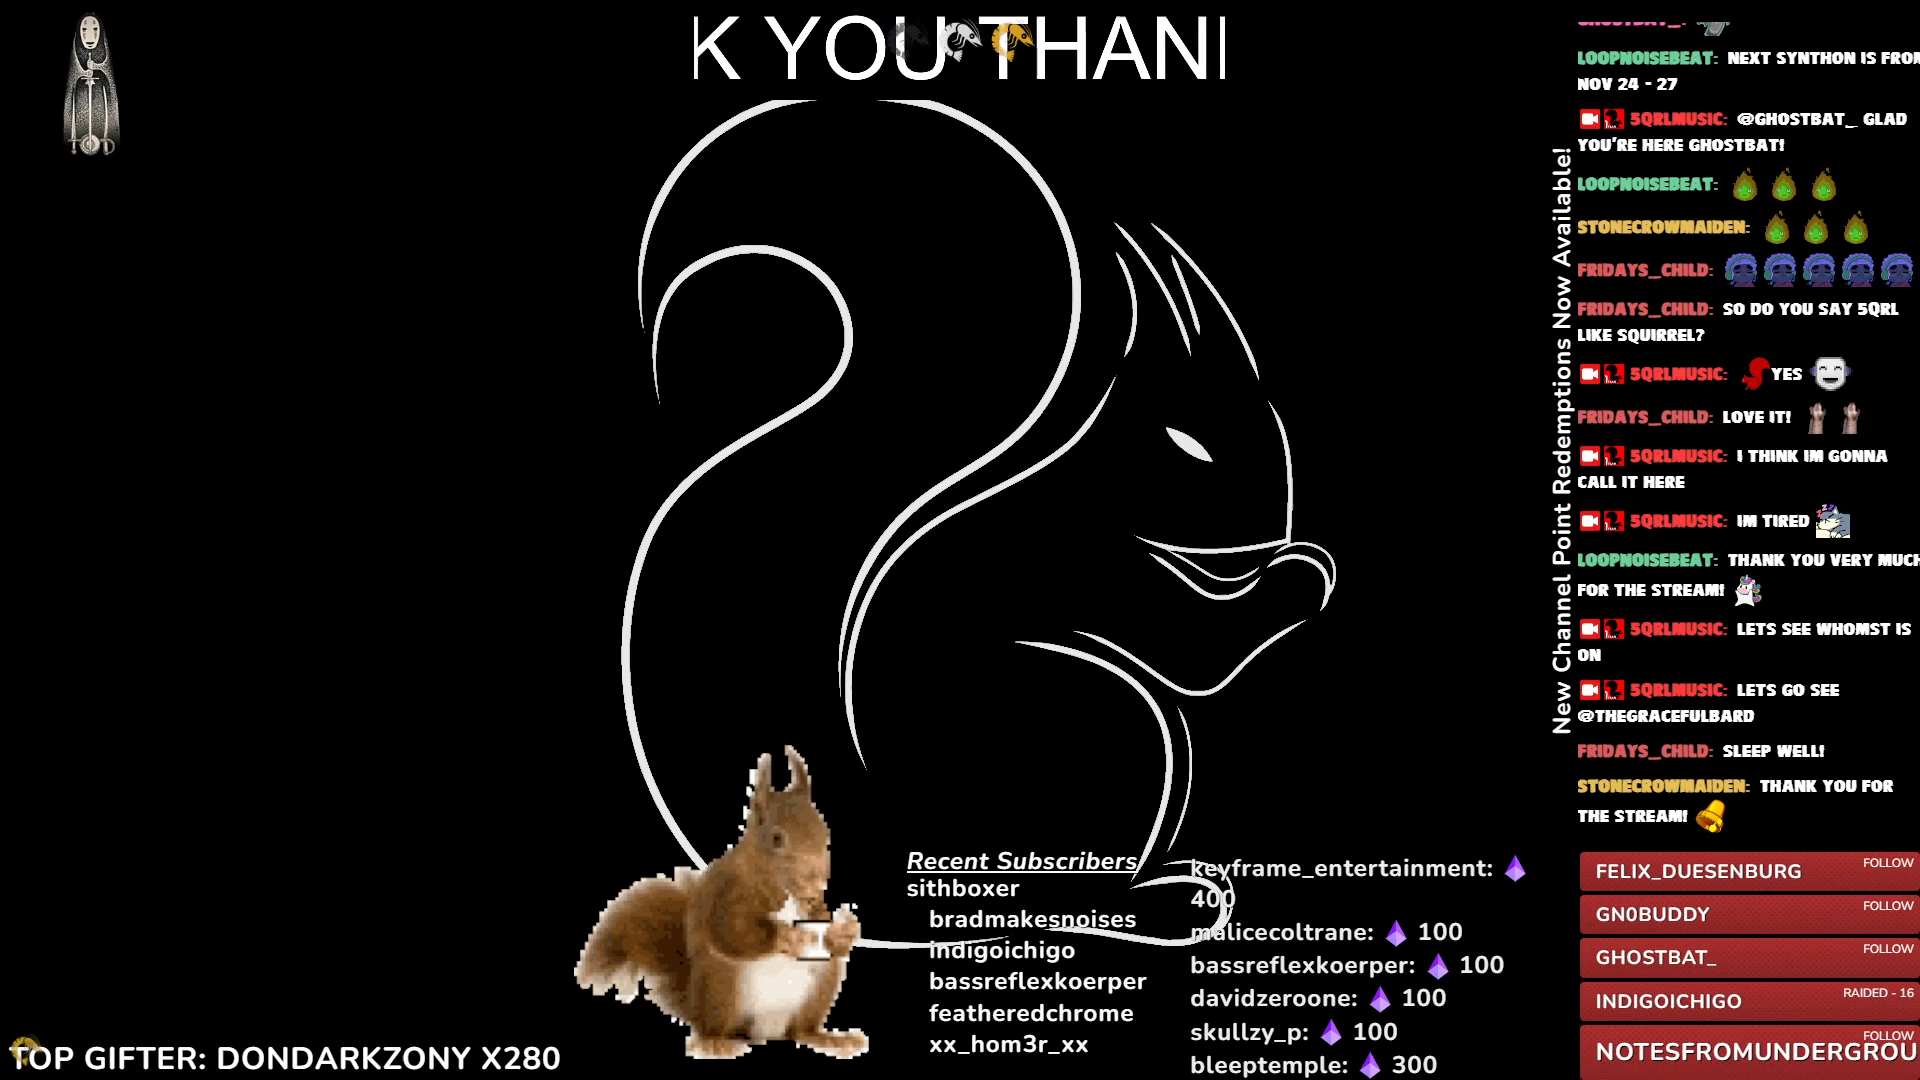 K YOU THAN
GHOSTBAT_:
LOOPNOISEBEAT: NEXT SYNTHON IS FROM
NOV 24 - 27
5QRLMUSIC: @GHOSTBAT_ GLAD
YOU'RE HERE GHOSTBAT!
LOOPNOISEBEAT:
STONECROWMAIDEN:
FRIDAYS_CHILD:
FRIDAYS_CHILD: SO DO YOU SAY 5QRL
LIKE SQUIRREL?
5QRLMUSIC: YES
FRIDAYS_CHILD: LOVE IT!
5QRLMUSIC: I THINK IM GONNA
CALL IT HERE
5QRLMUSIC: IM TIRED
LOOPNOISEBEAT: THANK YOU VERY MUCH
FOR THE STREAM!
5QRLMUSIC: LETS SEE WHOMST IS
ON
5QRLMUSIC: LETS GO SEE
@THEGRACEFULBARD
FRIDAYS_CHILD: SLEEP WELL!
STONECROWMAIDEN: THANK YOU FOR
THE STREAM!
New Channel Point Redemptions Now Available!
Recent Subscribers
sithboxer
bradmakesnoises
indigoichigo
bassreflexkoerper
featheredchrome
xx_hom3r_xx
keyframe_entertainment:
400
malicecoltrane: 100
bassreflexkoerper: 100
davidzeroone: 100
skullzy_p: 100
bleeptemple: 300
FELIX_DUESENBURG FOLLOW
GN0BUDDY FOLLOW
GHOSTBAT_ FOLLOW
INDIGOICHIGO RAIDED - 16
NOTESFROMUNDERGROU FOLLOW
TOP GIFTER: DONDARKZONY X280